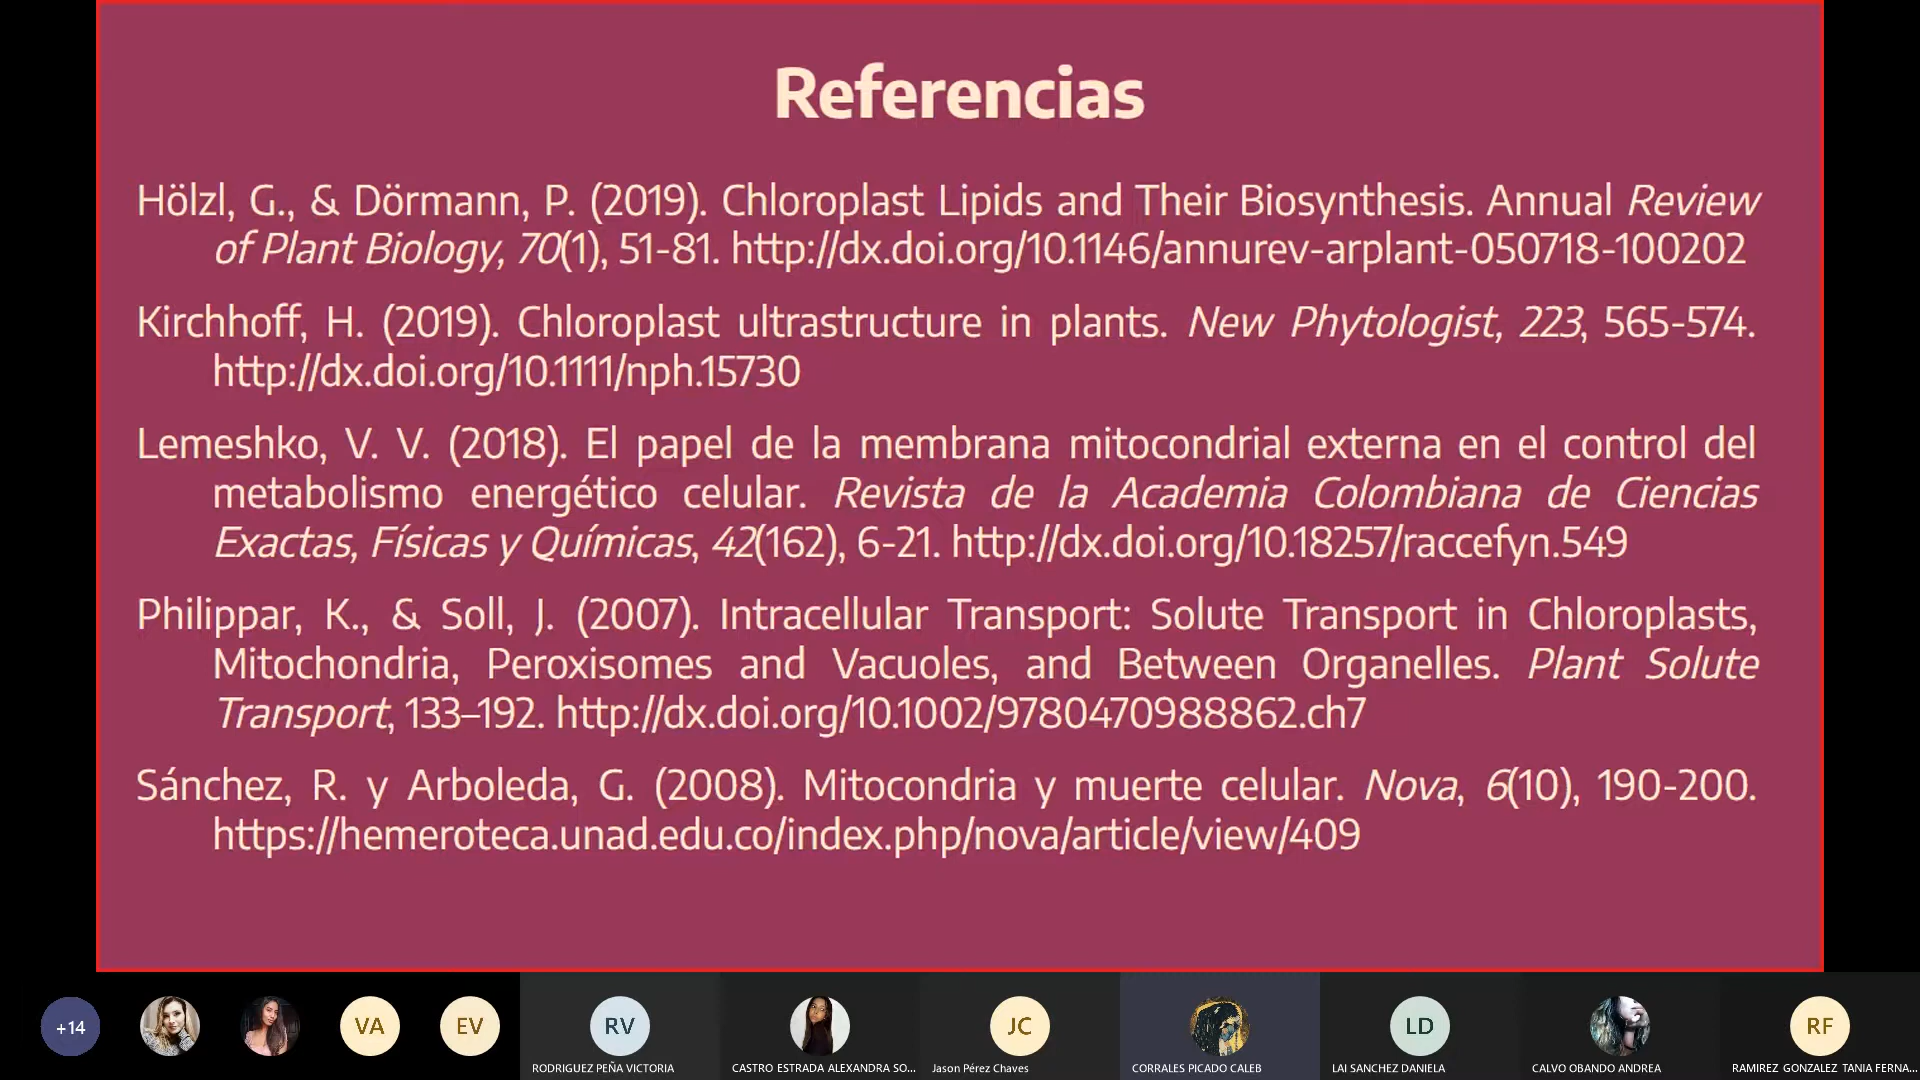 Referencias
Hölzl, G., & Dörmann, P. (2019). Chloroplast Lipids and Their Biosynthesis. Annual Review
of Plant Biology, 70(1), 51-81. http://dx.doi.org/10.1146/annurev-arplant-050718-100202
Kirchhoff, H. (2019). Chloroplast ultrastructure in plants. New Phytologist, 223, 565-574.
http://dx.doi.org/10.1111/nph.15730
Lemeshko, V. V. (2018). El papel de la membrana mitocondrial externa en el control del
metabolismo energético celular. Revista de la Academia Colombiana de Ciencias
Exactas, Físicas y Químicas, 42(162), 6-21. http://dx.doi.org/10.18257/raccefyn.549
Philippar, K., & Soll, J. (2007). Intracellular Transport: Solute Transport in Chloroplasts,
Mitochondria, Peroxisomes and Vacuoles, and Between Organelles. Plant Solute
Transport, 133–192. http://dx.doi.org/10.1002/9780470988862.ch7
Sánchez, R. y Arboleda, G. (2008). Mitocondria y muerte celular. Nova, 6(10), 190-200.
https://hemeroteca.unad.edu.co/index.php/nova/article/view/409
+14 VA EV RV JC LD RF
RODRIGUEZ PEÑA VICTORIA CASTRO ESTRADA ALEXANDRA SO... Jason Pérez Chaves CORRALES PICADO CALEB LAI SANCHEZ DANIELA CALVO OBANDO ANDREA RAMIREZ GONZALEZ TANIA FERNA...